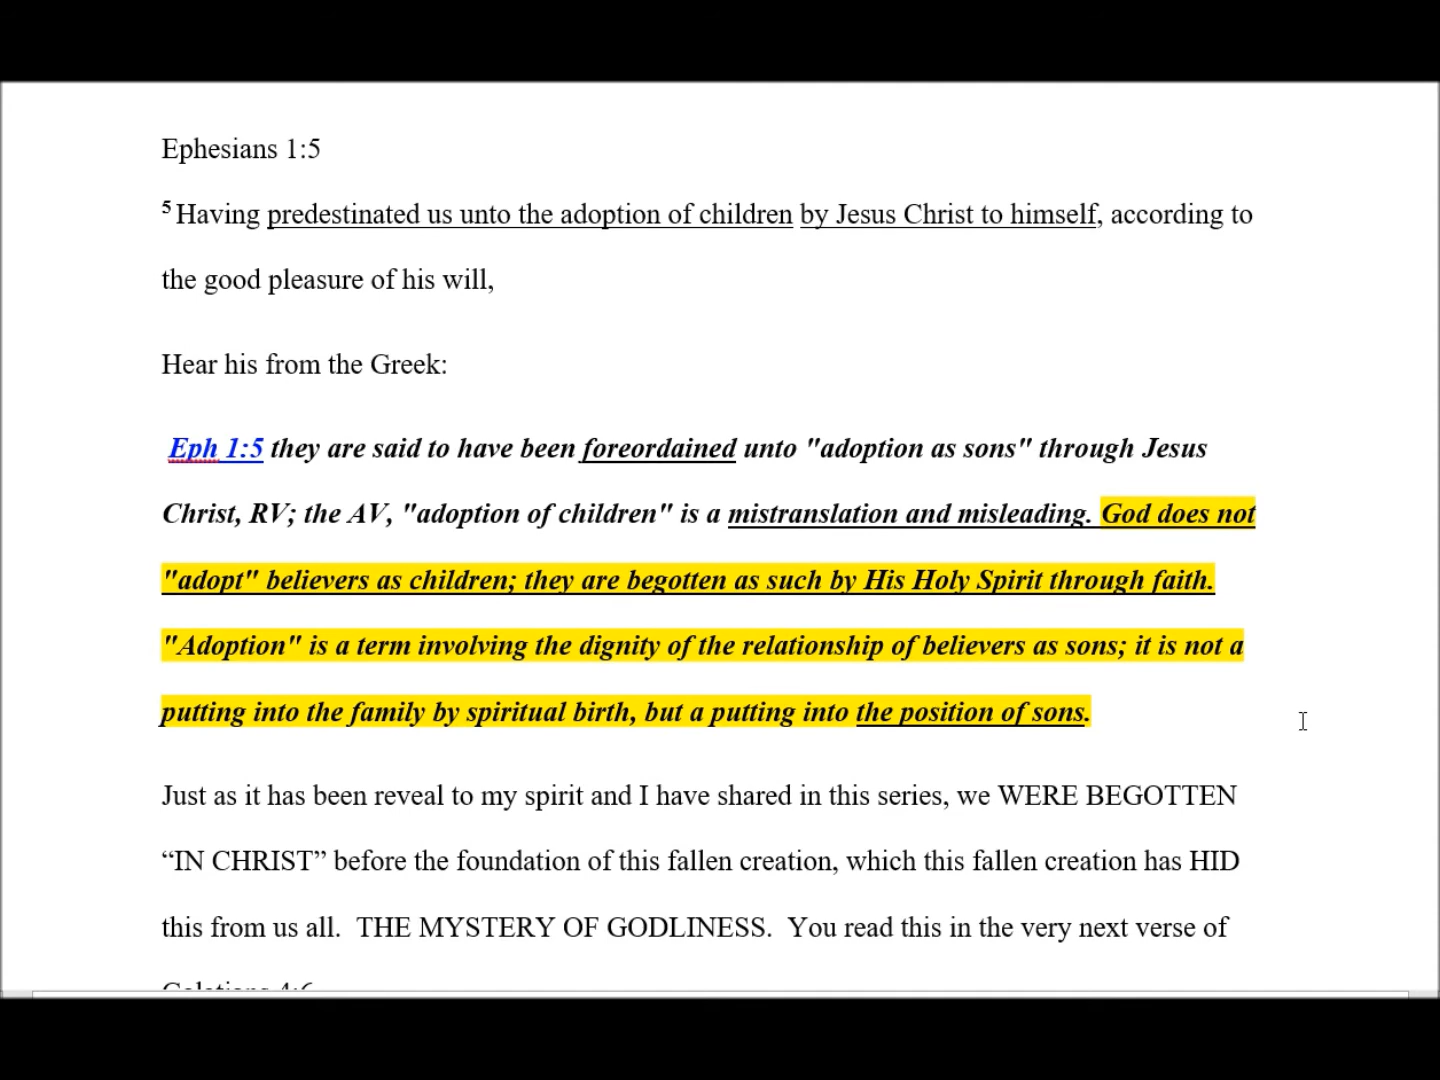 Ephesians 1:5
5 Having predestinated us unto the adoption of children by Jesus Christ to himself, according to
the good pleasure of his will,
Hear his from the Greek:
Eph 1:5 they are said to have been foreordained unto "adoption as sons" through Jesus
Christ, RV; the AV, "adoption of children" is a mistranslation and misleading. God does not
"adopt" believers as children; they are begotten as such by His Holy Spirit through faith.
"Adoption" is a term involving the dignity of the relationship of believers as sons; it is not a
putting into the family by spiritual birth, but a putting into the position of sons.
Just as it has been reveal to my spirit and I have shared in this series, we WERE BEGOTTEN
“IN CHRIST” before the foundation of this fallen creation, which this fallen creation has HID
this from us all.  THE MYSTERY OF GODLINESS.  You read this in the very next verse of